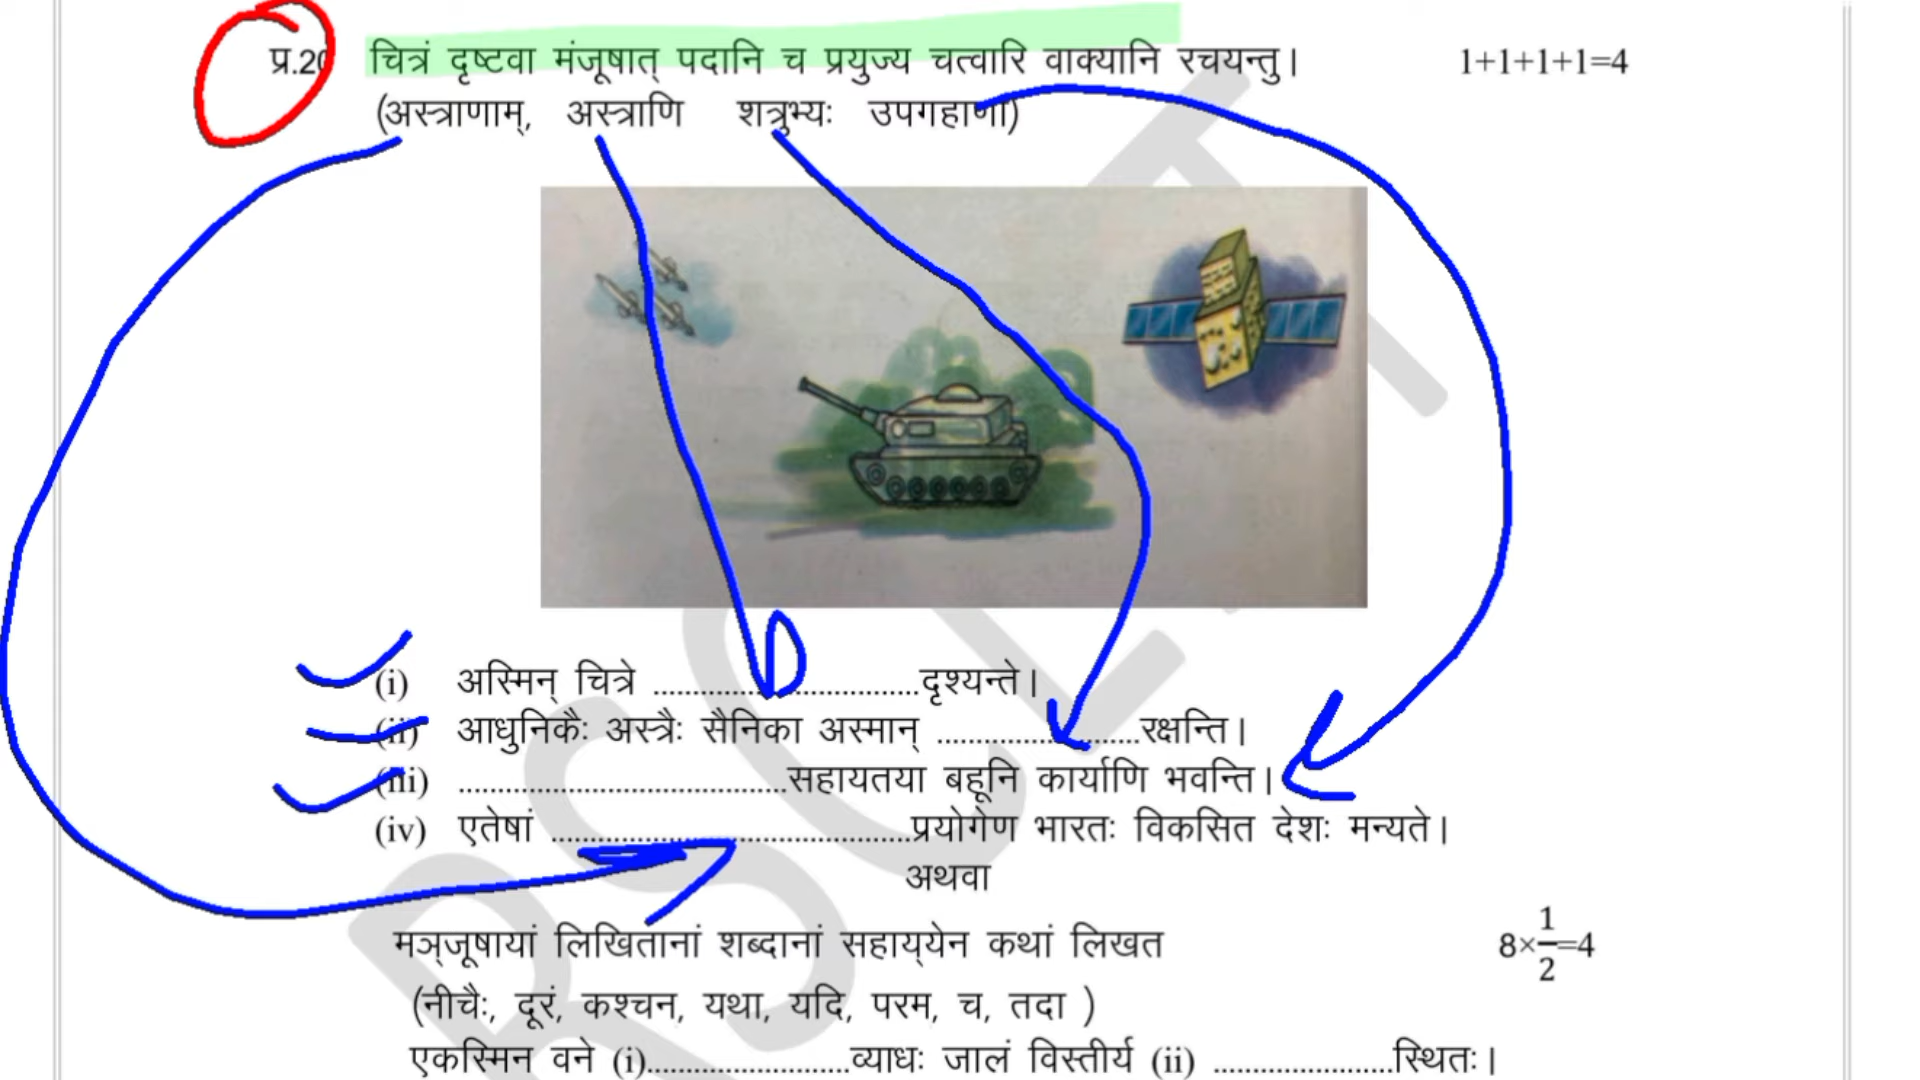 प्र.20 चित्रं दृष्टवा मंजूषात् पदानि च प्रयुज्य चत्वारि वाक्यानि रचयन्तु। 1+1+1+1=4
(अस्त्राणाम्, अस्त्राणि शत्रुभ्यः उपगहाणा)
(i) अस्मिन् चित्रे ..................................दृश्यन्ते।
(ii) आधुनिकैः अस्त्रैः सैनिका अस्मान् ..........................रक्षन्ति।
(iii) ..........................................सहायतया बहूनि कार्याणि भवन्ति।
(iv) एतेषां ..............................................प्रयोगेण भारतः विकसित देशः मन्यते।
अथवा
मञ्जूषायां लिखितानां शब्दानां सहाय्येन कथां लिखत 8×1/2=4
(नीचैः, दूरं, कश्चन, यथा, यदि, परम, च, तदा )
एकस्मिन वने (i)..........................व्याधः जालं विस्तीर्य (ii) .......................स्थितः।